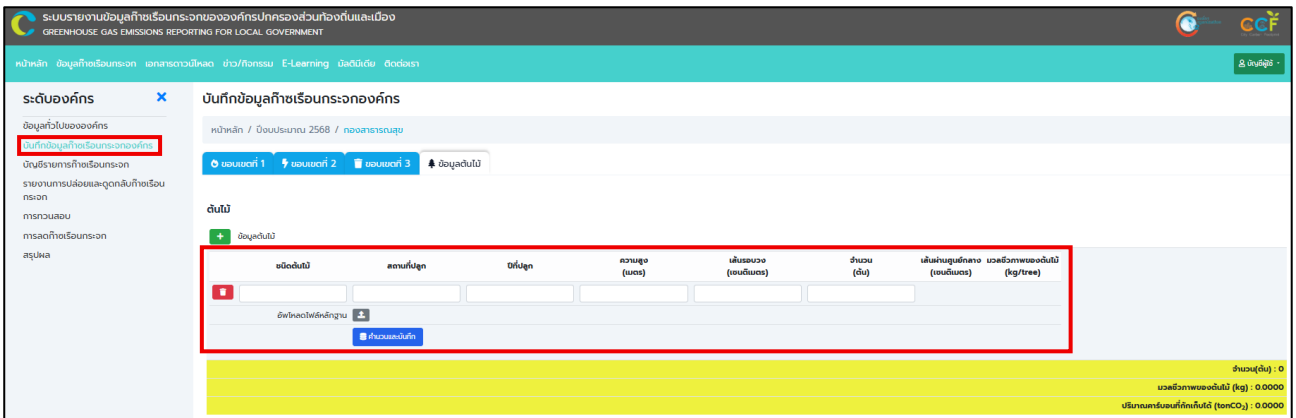 ระบบรายงานข้อมูลก๊าซเรือนกระจกขององค์กรปกครองส่วนท้องถิ่นและเมือง
GREENHOUSE GAS EMISSIONS REPORTING FOR LOCAL GOVERNMENT
CCF
หน้าหลัก ข้อมูลก๊าซเรือนกระจก เอกสารดาวน์โหลด ข่าว/กิจกรรม E-Learning มัลติมีเดีย ติดต่อเรา
บัญชีผู้ใช้
ระดับองค์กร
ข้อมูลทั่วไปขององค์กร
บันทึกข้อมูลก๊าซเรือนกระจกองค์กร
บัญชีรายการก๊าซเรือนกระจก
รายงานการปล่อยและดูดกลับก๊าซเรือน
กระจก
การทวนสอบ
การลดก๊าซเรือนกระจก
สรุปผล
บันทึกข้อมูลก๊าซเรือนกระจกองค์กร
หน้าหลัก / ปีงบประมาณ 2568 / กองสาธารณสุข
ขอบเขตที่ 1 ขอบเขตที่ 2 ขอบเขตที่ 3 ข้อมูลต้นไม้
ต้นไม้
+ ข้อมูลต้นไม้
ชนิดต้นไม้ สถานที่ปลูก ปีที่ปลูก ความสูง (เมตร) เส้นรอบวง (เซนติเมตร) จำนวน (ต้น) เส้นผ่านศูนย์กลาง (เซนติเมตร) มวลชีวภาพของต้นไม้ (kg/tree)
อัพโหลดไฟล์หลักฐาน
คำนวนและบันทึก
จำนวน(ต้น) : 0
มวลชีวภาพของต้นไม้ (kg) : 0.0000
ปริมาณคาร์บอนที่กักเก็บได้ (tonCO₂) : 0.0000